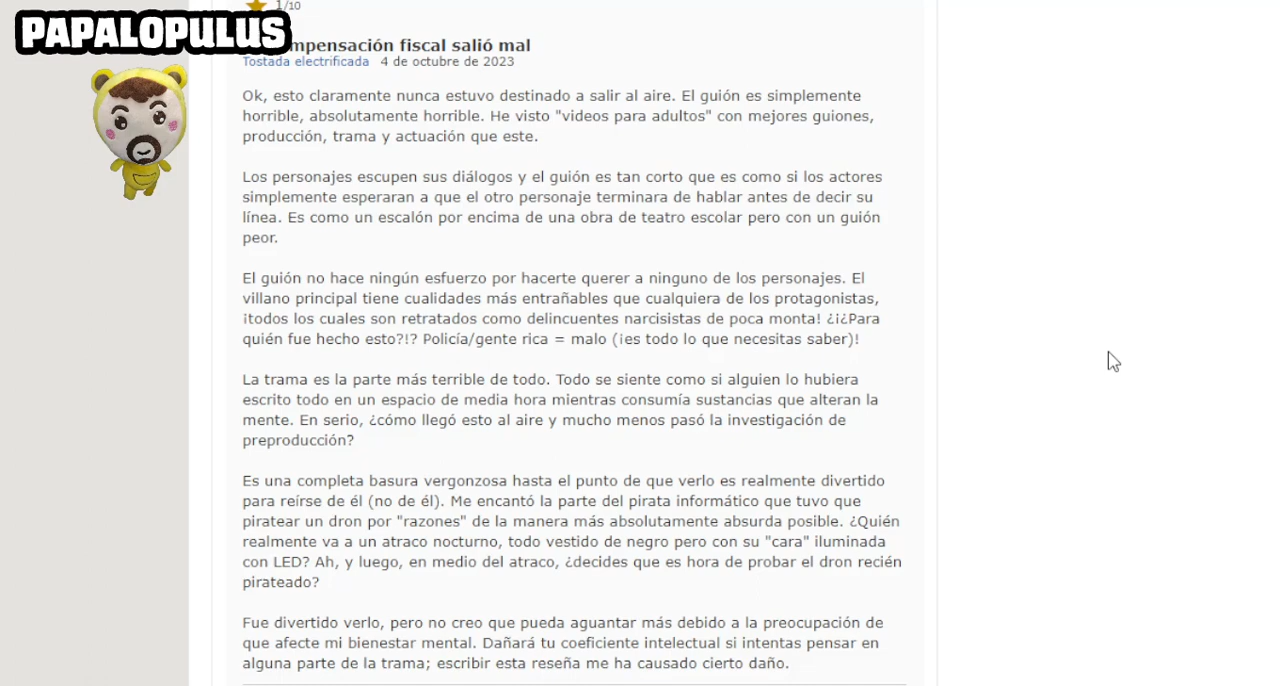 1/10
PAPALOPULUS
mpensación fiscal salió mal
Tostada electrificada 4 de octubre de 2023
Ok, esto claramente nunca estuvo destinado a salir al aire. El guión es simplemente
horrible, absolutamente horrible. He visto "videos para adultos" con mejores guiones,
producción, trama y actuación que este.
Los personajes escupen sus diálogos y el guión es tan corto que es como si los actores
simplemente esperaran a que el otro personaje terminara de hablar antes de decir su
línea. Es como un escalón por encima de una obra de teatro escolar pero con un guión
peor.
El guión no hace ningún esfuerzo por hacerte querer a ninguno de los personajes. El
villano principal tiene cualidades más entrañables que cualquiera de los protagonistas,
¡todos los cuales son retratados como delincuentes narcisistas de poca monta! ¿¡¿Para
quién fue hecho esto?!? Policía/gente rica = malo (¡es todo lo que necesitas saber)!
La trama es la parte más terrible de todo. Todo se siente como si alguien lo hubiera
escrito todo en un espacio de media hora mientras consumía sustancias que alteran la
mente. En serio, ¿cómo llegó esto al aire y mucho menos pasó la investigación de
preproducción?
Es una completa basura vergonzosa hasta el punto de que verlo es realmente divertido
para reírse de él (no de él). Me encantó la parte del pirata informático que tuvo que
piratear un dron por "razones" de la manera más absolutamente absurda posible. ¿Quién
realmente va a un atraco nocturno, todo vestido de negro pero con su "cara" iluminada
con LED? Ah, y luego, en medio del atraco, ¿decides que es hora de probar el dron recién
pirateado?
Fue divertido verlo, pero no creo que pueda aguantar más debido a la preocupación de
que afecte mi bienestar mental. Dañará tu coeficiente intelectual si intentas pensar en
alguna parte de la trama; escribir esta reseña me ha causado cierto daño.